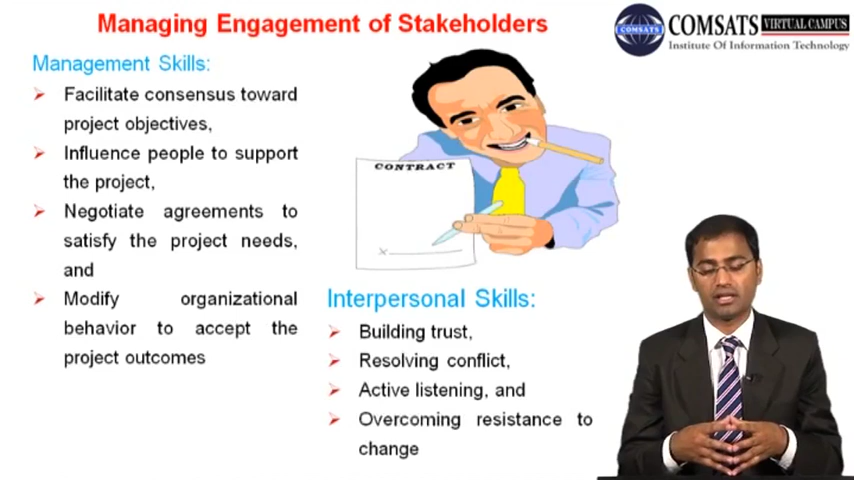 Managing Engagement of Stakeholders
COMSATS VIRTUAL CAMPUS
COMSATS
Institute Of Information Technology
Management Skills:
Facilitate consensus toward
project objectives,
Influence people to support
the project,
Negotiate agreements to
satisfy the project needs,
and
Modify organizational
behavior to accept the
project outcomes
CONTRACT
x
Interpersonal Skills:
Building trust,
Resolving conflict,
Active listening, and
Overcoming resistance to
change